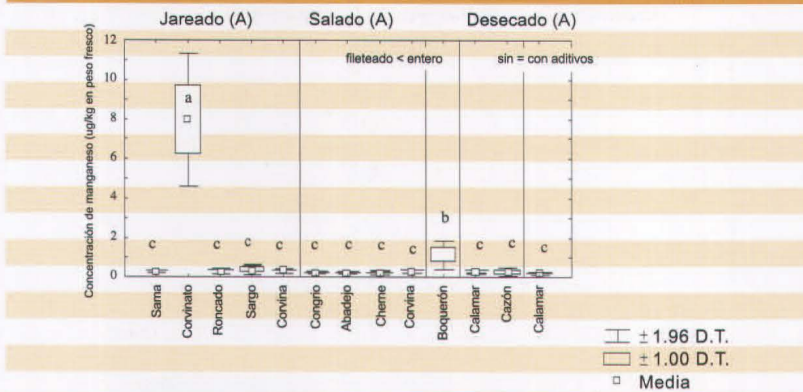 Jareado (A) Salado (A) Desecado (A)
Concentración de manganeso (ug/kg en peso fresco)
12
10
8
6
4
2
0
fileteado < entero
sin = con aditivos
a
b
c c c c c c c c c c c
Sama
Corvinato
Roncado
Sargo
Corvina
Congrio
Abadejo
Cherne
Corvina
Boquerón
Calamar
Cazón
Calamar
± 1.96 D.T.
± 1.00 D.T.
Media